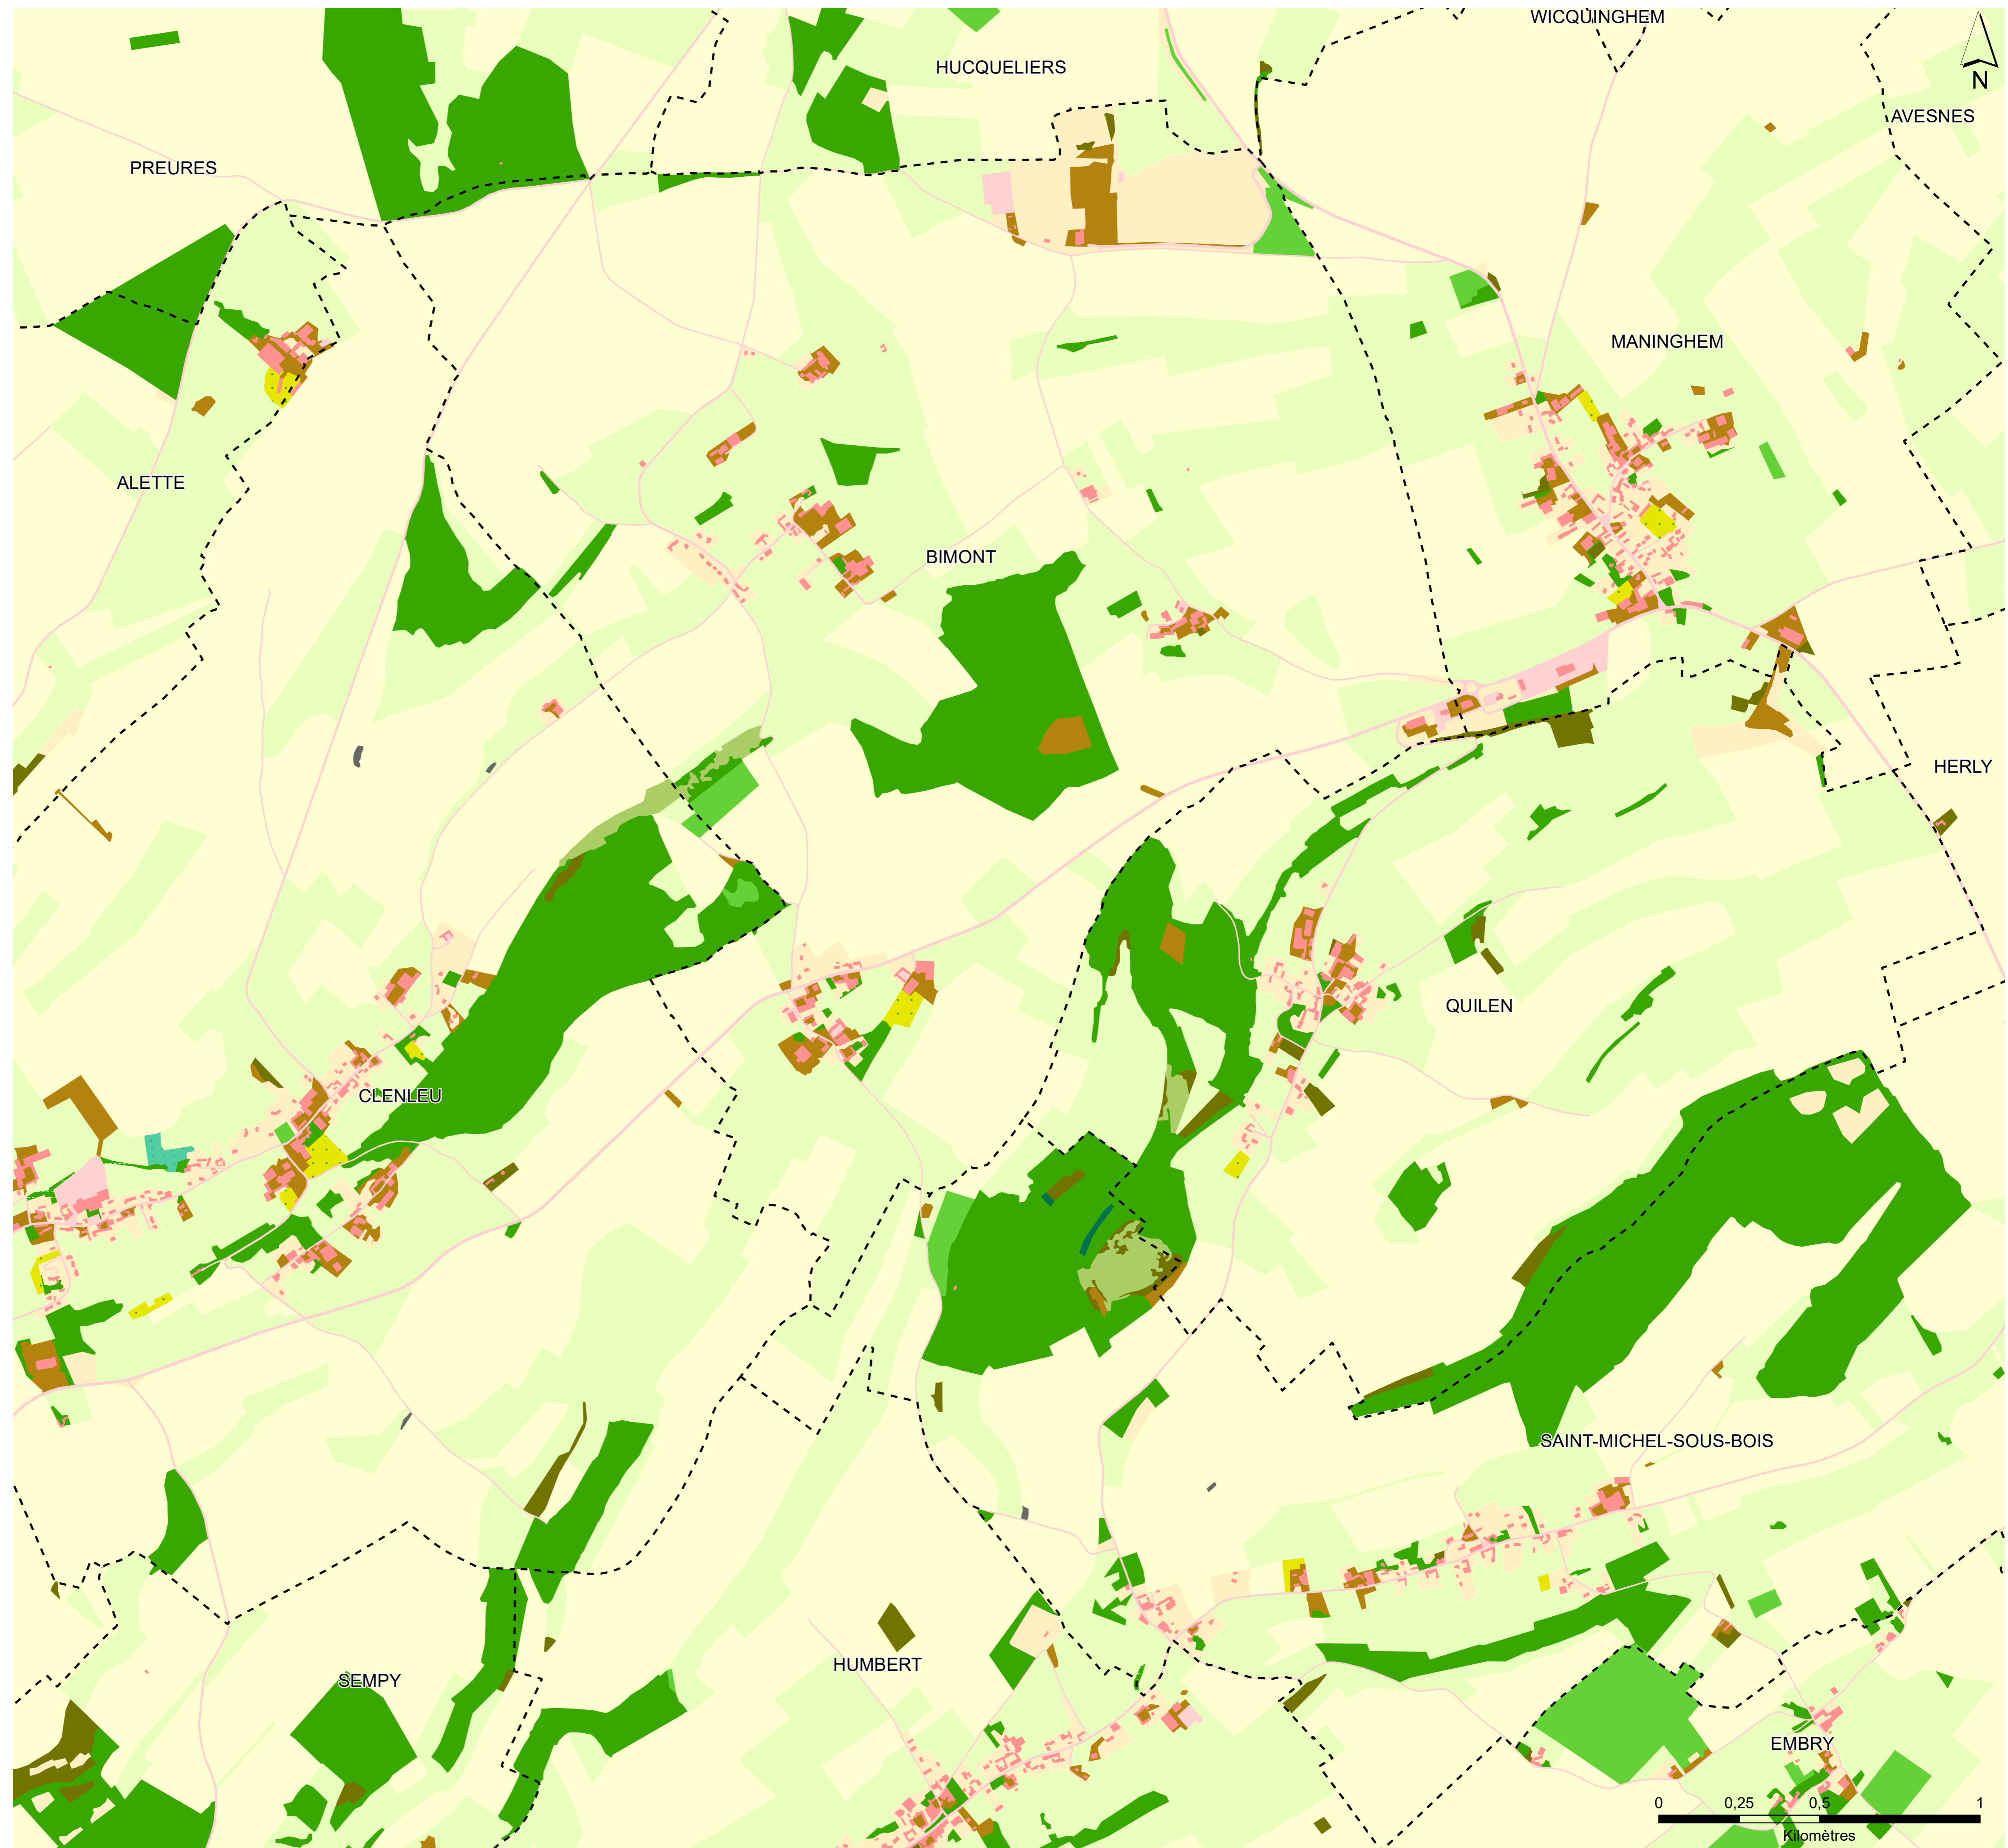 WICQUINGHEM
HUCQUELIERS
N
AVESNES
PREURES
MANINGHEM
ALETTE
BIMONT
HERLY
QUILEN
CLENLEU
SAINT-MICHEL-SOUS-BOIS
HUMBERT
SEMPY
EMBRY
0 0,25 0,5 1
Kilomètres